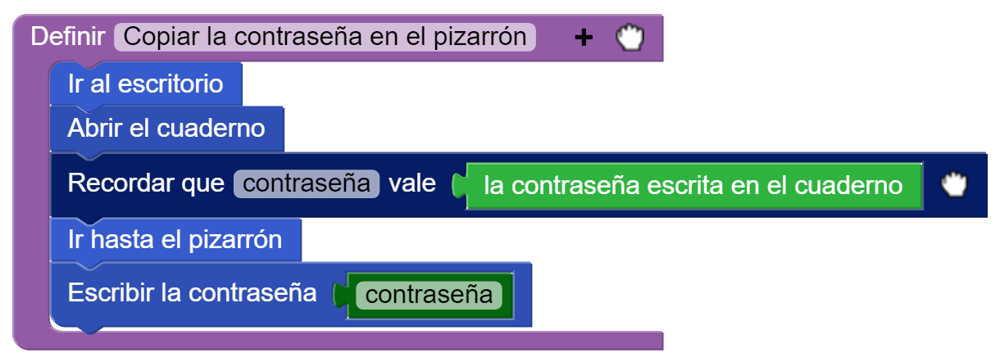 Definir Copiar la contraseña en el pizarrón +
Ir al escritorio
Abrir el cuaderno
Recordar que contraseña vale la contraseña escrita en el cuaderno
Ir hasta el pizarrón
Escribir la contraseña contraseña